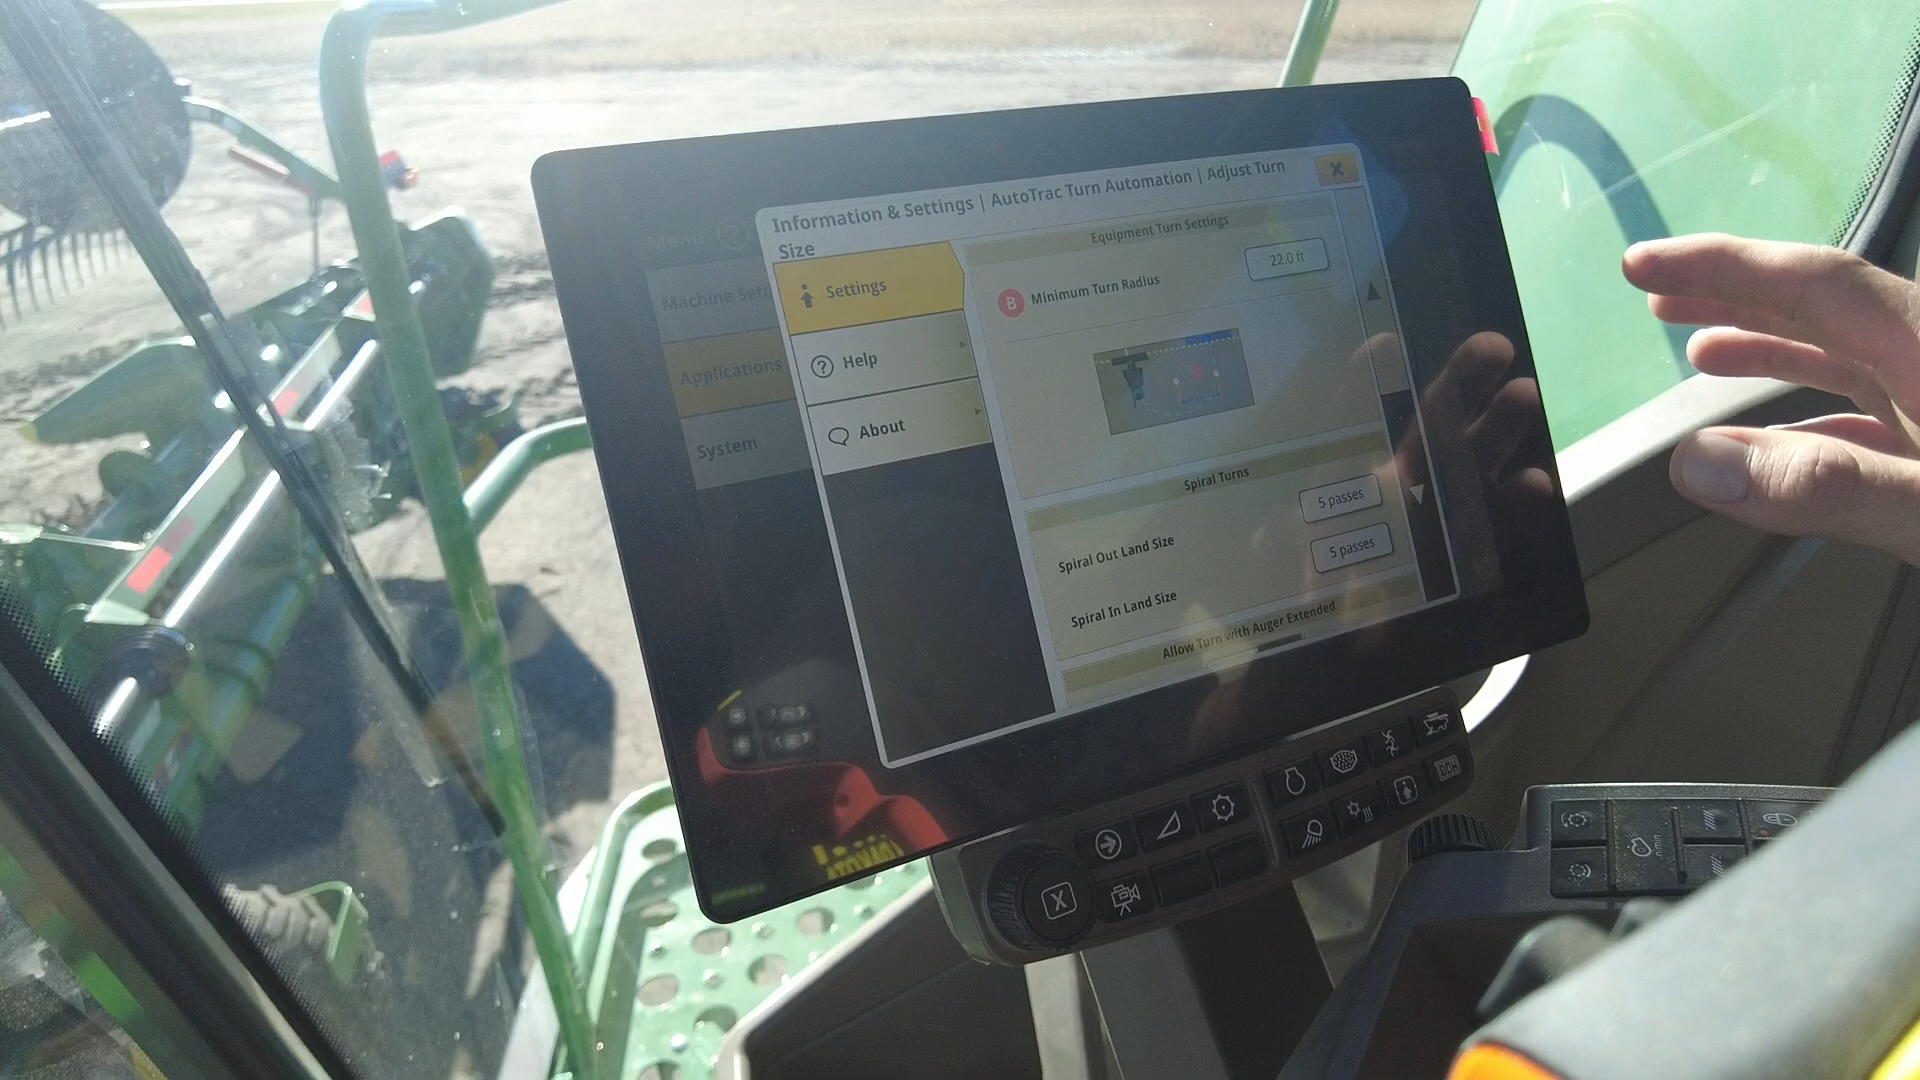 Information & Settings | AutoTrac Turn Automation | Adjust Turn
Size
Menu ?
Machine Sett
Applications
System
Settings
? Help
About
Equipment Turn Settings
B Minimum Turn Radius
22.0 ft
Spiral Turns
Spiral Out Land Size
5 passes
Spiral In Land Size
5 passes
Allow Turn with Auger Extended
X
n/min